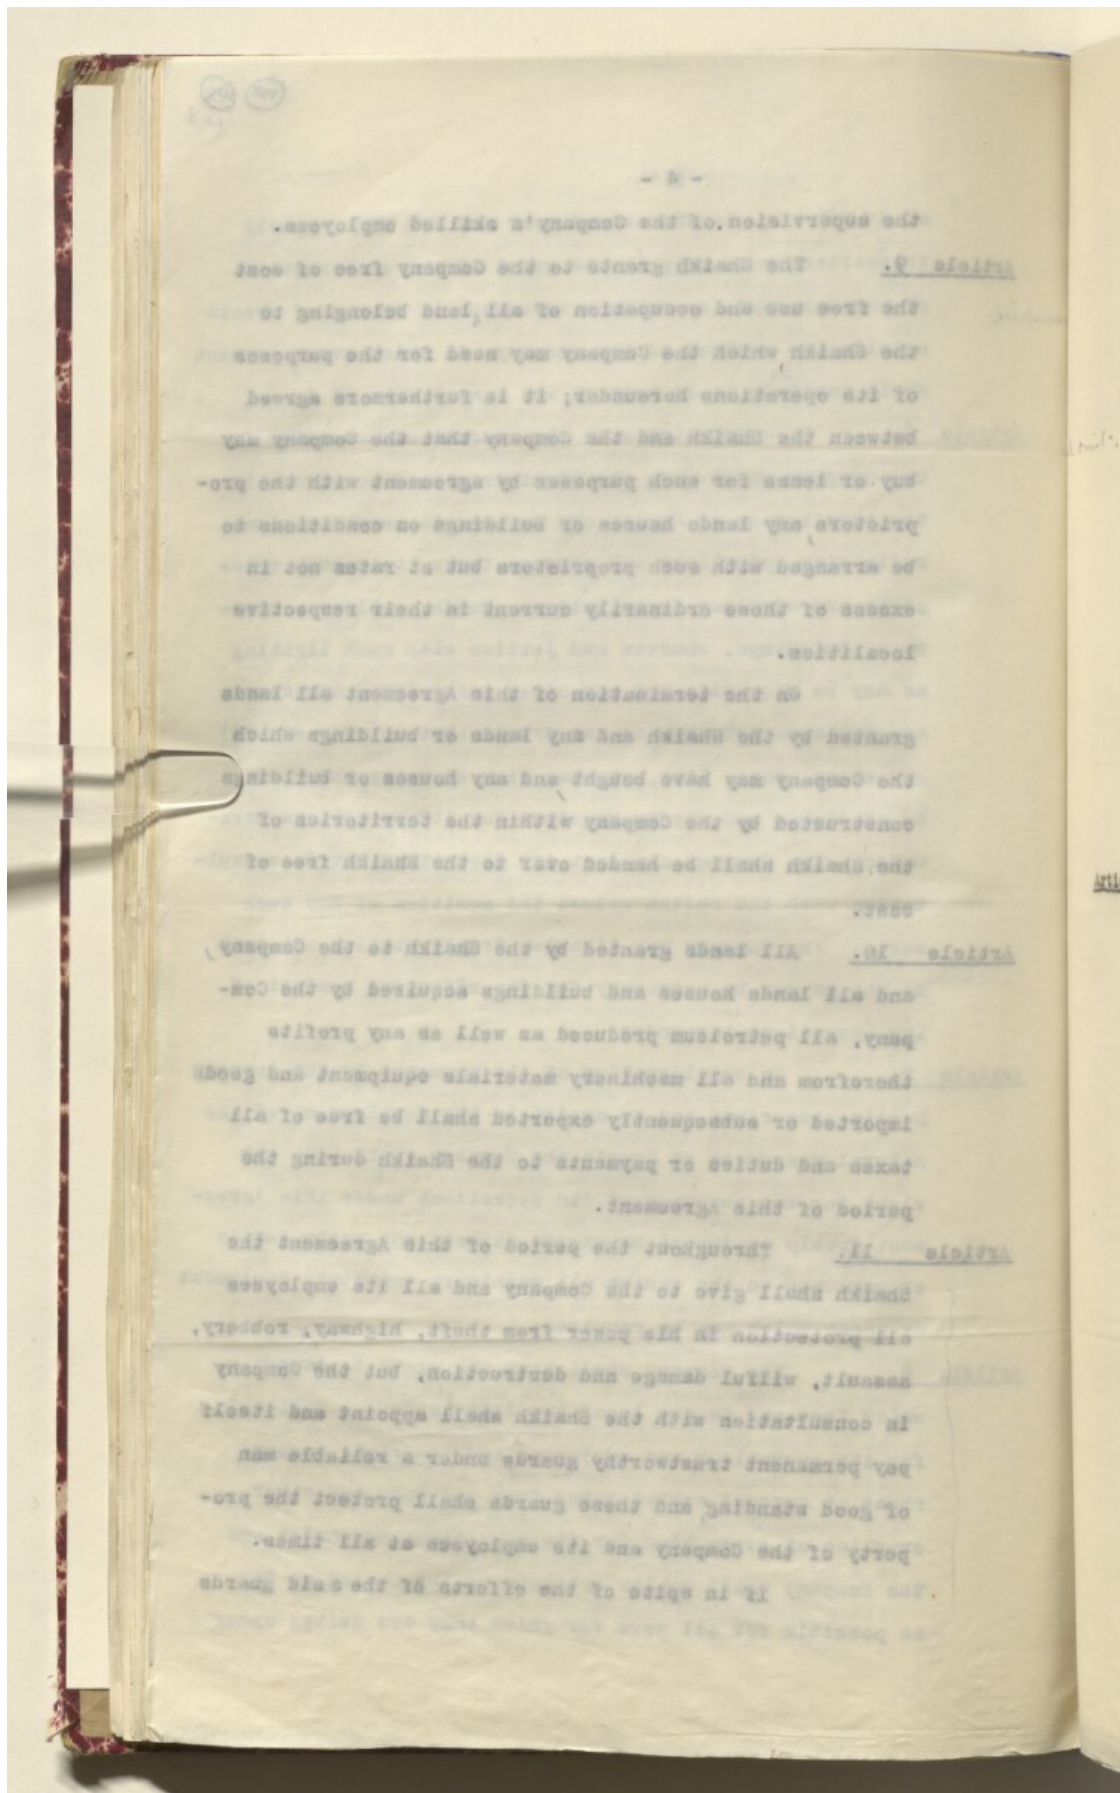 - 4 -
the supervision of the Company's skilled employees.
Article 9. The Shaikh grants to the Company free of cost
the free use and occupation of all land belonging to
the Shaikh which the Company may need for the purposes
of its operations hereunder; it is furthermore agreed
between the Shaikh and the Company that the Company may
buy or lease for such purposes by agreement with the pro-
prietors, any lands houses or buildings on conditions to
be arranged with such proprietors but at rates not in
excess of those ordinarily current in their respective
localities.
On the termination of this Agreement all lands
granted by the Shaikh and any lands or buildings which
the Company may have bought and any houses or buildings
constructed by the Company within the territories of
the Shaikh shall be handed over to the Shaikh free of
cost.
Article 10. All lands granted by the Shaikh to the Company,
and all lands houses and buildings acquired by the Com-
pany, all petroleum produced as well as any profits
therefrom and all machinery materials equipment and goods
imported or subsequently exported shall be free of all
taxes and duties or payments to the Shaikh during the
period of this Agreement.
Article 11. Throughout the period of this Agreement the
Shaikh shall give to the Company and all its employees
all protection in his power from theft, highway, robbery,
assault, wilful damage and destruction, but the Company
in consultation with the Shaikh shall appoint and itself
pay permanent trustworthy guards under a reliable man
of good standing and these guards shall protect the pro-
perty of the Company and its employees at all times.
If in spite of the efforts of the said guards